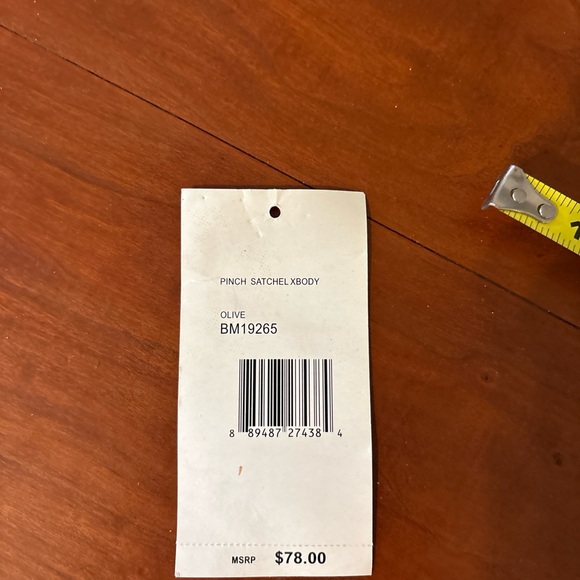 PINCH SATCHEL XBODY
OLIVE
BM19265
8 89487 27438 4
MSRP $78.00